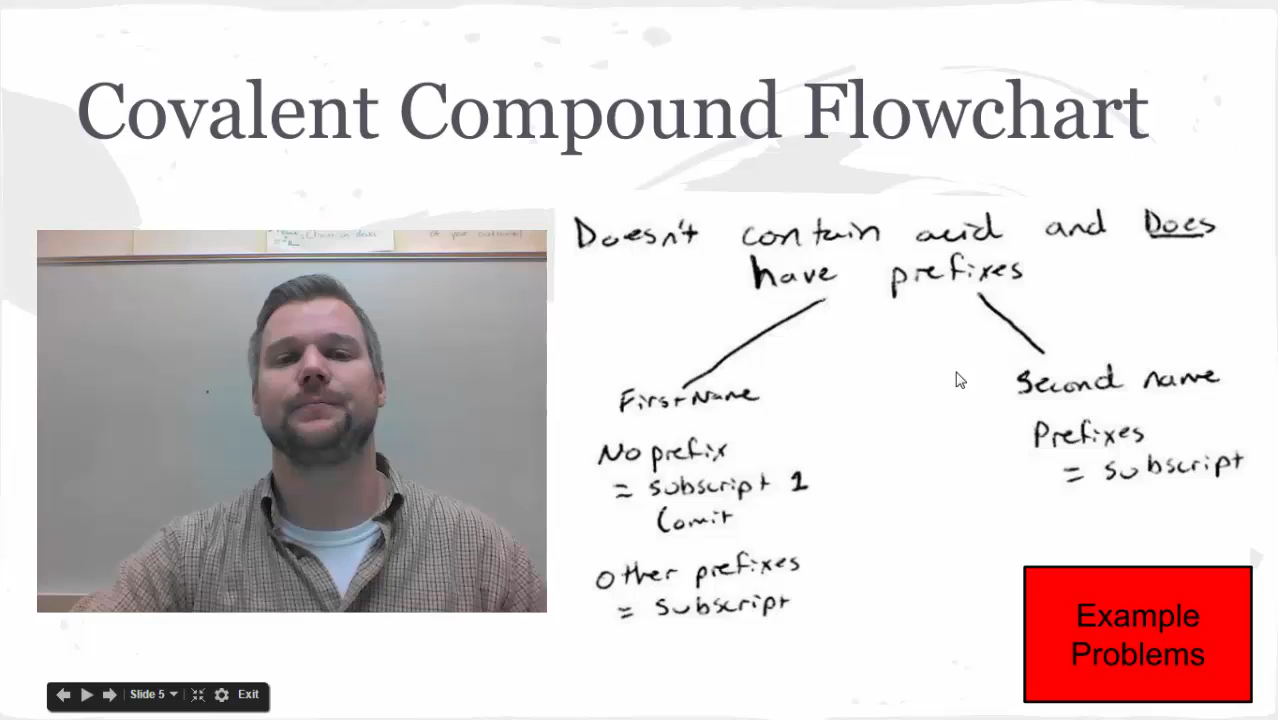 Covalent Compound Flowchart
Doesn't contain acid and Does
have prefixes
First Name
No prefix
= subscript 1
(omit
Other prefixes
= subscript
Second name
Prefixes
= subscript
Example
Problems
Slide 5
Exit